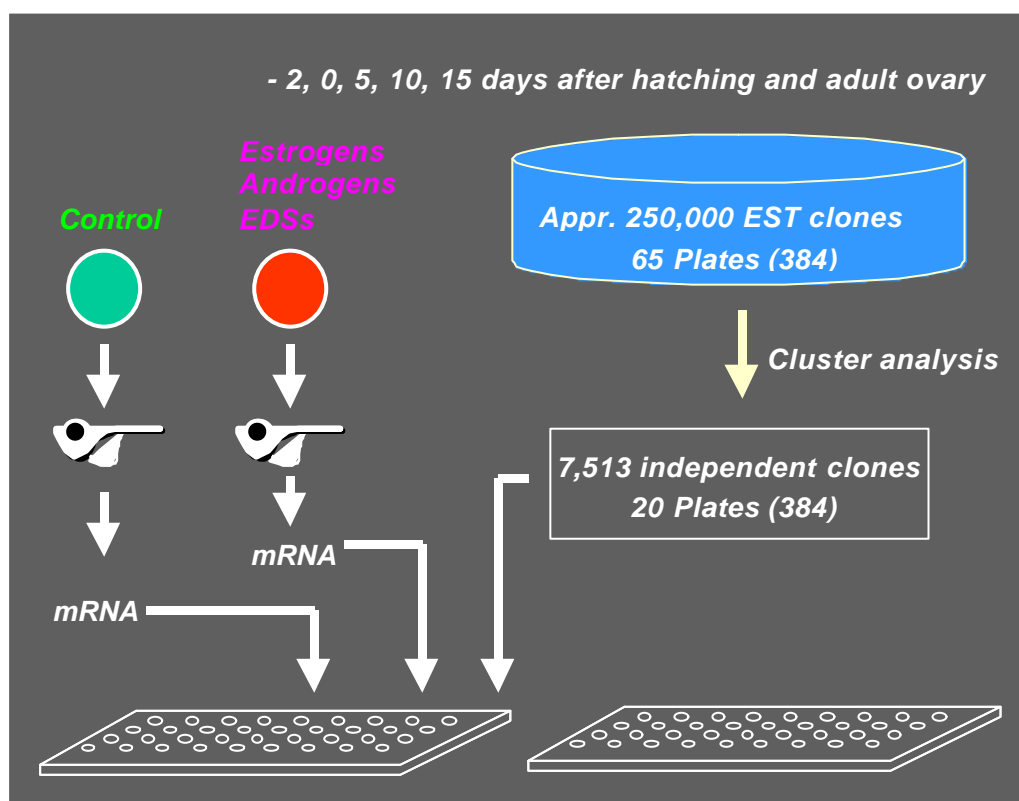 - 2, 0, 5, 10, 15 days after hatching and adult ovary
Estrogens
Androgens
EDSs
Control
Appr. 250,000 EST clones
65 Plates (384)
Cluster analysis
7,513 independent clones
20 Plates (384)
mRNA
mRNA